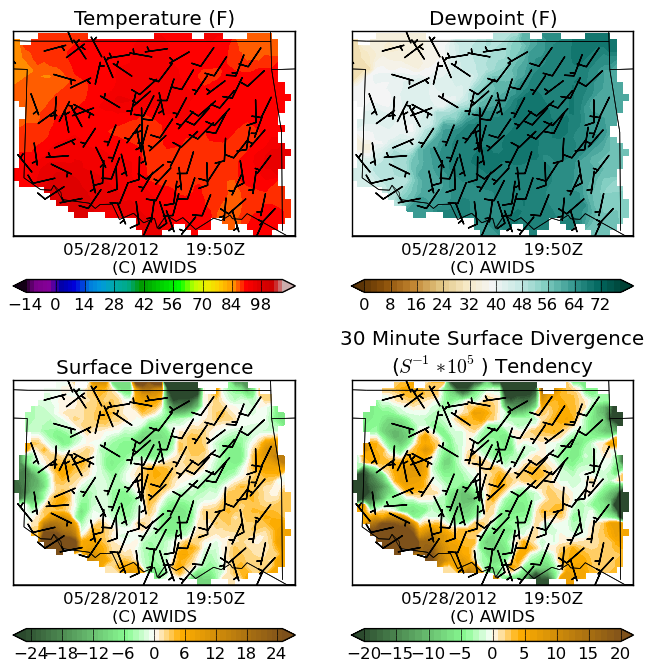 Temperature (F)
Dewpoint (F)
05/28/2012 19:50Z
(C) AWIDS
05/28/2012 19:50Z
(C) AWIDS
−14 0 14 28 42 56 70 84 98
0 8 16 24 32 40 48 56 64 72
Surface Divergence
30 Minute Surface Divergence
(S⁻¹ *10⁵ ) Tendency
05/28/2012 19:50Z
(C) AWIDS
05/28/2012 19:50Z
(C) AWIDS
−24 −18 −12 −6 0 6 12 18 24
−20 −15 −10 −5 0 5 10 15 20